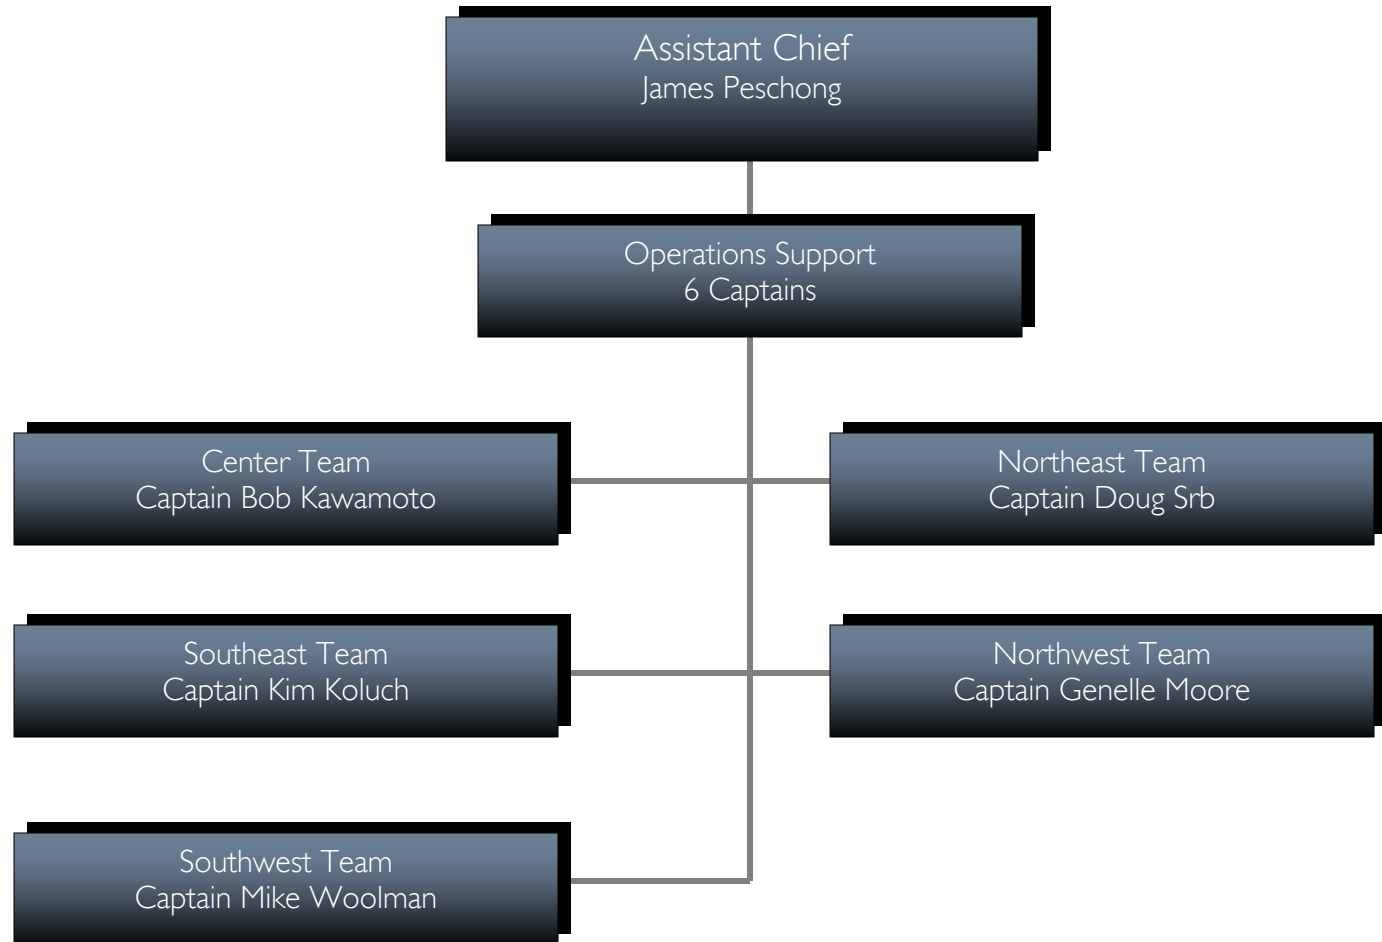 Assistant Chief
James Peschong
Operations Support
6 Captains
Center Team
Captain Bob Kawamoto
Northeast Team
Captain Doug Srb
Southeast Team
Captain Kim Koluch
Northwest Team
Captain Genelle Moore
Southwest Team
Captain Mike Woolman